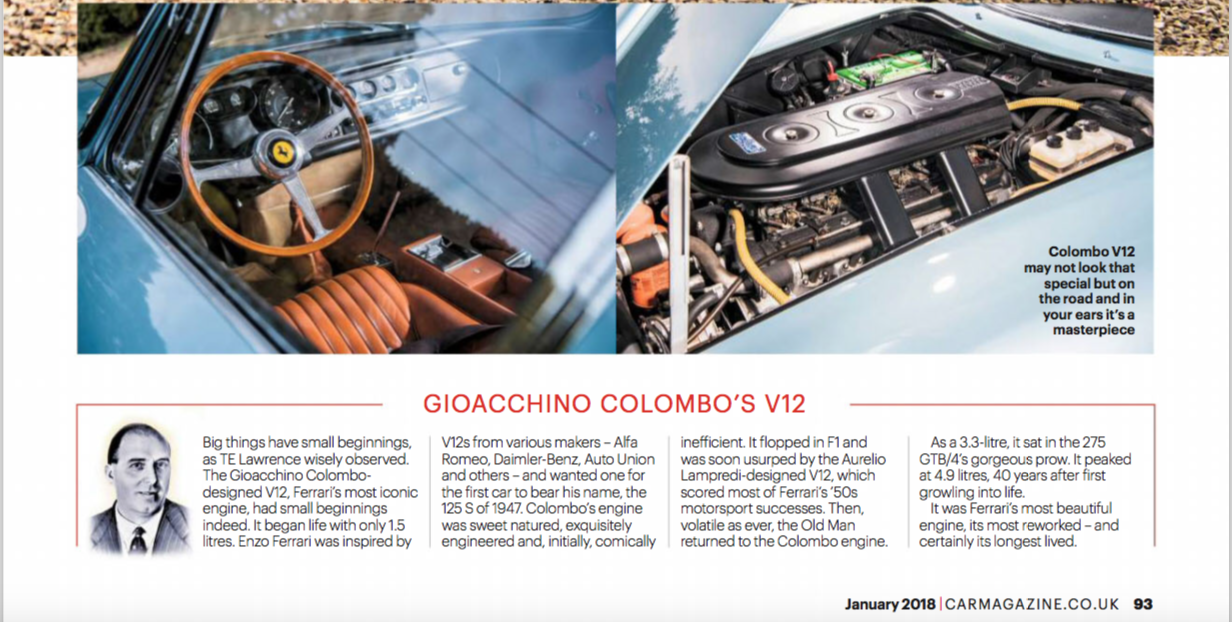 Colombo V12
may not look that
special but on
the road and in
your ears it's a
masterpiece
GIOACCHINO COLOMBO'S V12
Big things have small beginnings,
as TE Lawrence wisely observed.
The Gioacchino Colombo-
designed V12, Ferrari's most iconic
engine, had small beginnings
indeed. It began life with only 1.5
litres. Enzo Ferrari was inspired by
V12s from various makers – Alfa
Romeo, Daimler-Benz, Auto Union
and others – and wanted one for
the first car to bear his name, the
125 S of 1947. Colombo's engine
was sweet natured, exquisitely
engineered and, initially, comically
inefficient. It flopped in F1 and
was soon usurped by the Aurelio
Lampredi-designed V12, which
scored most of Ferrari's '50s
motorsport successes. Then,
volatile as ever, the Old Man
returned to the Colombo engine.
As a 3.3-litre, it sat in the 275
GTB/4's gorgeous prow. It peaked
at 4.9 litres, 40 years after first
growling into life.
It was Ferrari's most beautiful
engine, its most reworked – and
certainly its longest lived.
January 2018 | CARMAGAZINE.CO.UK 93